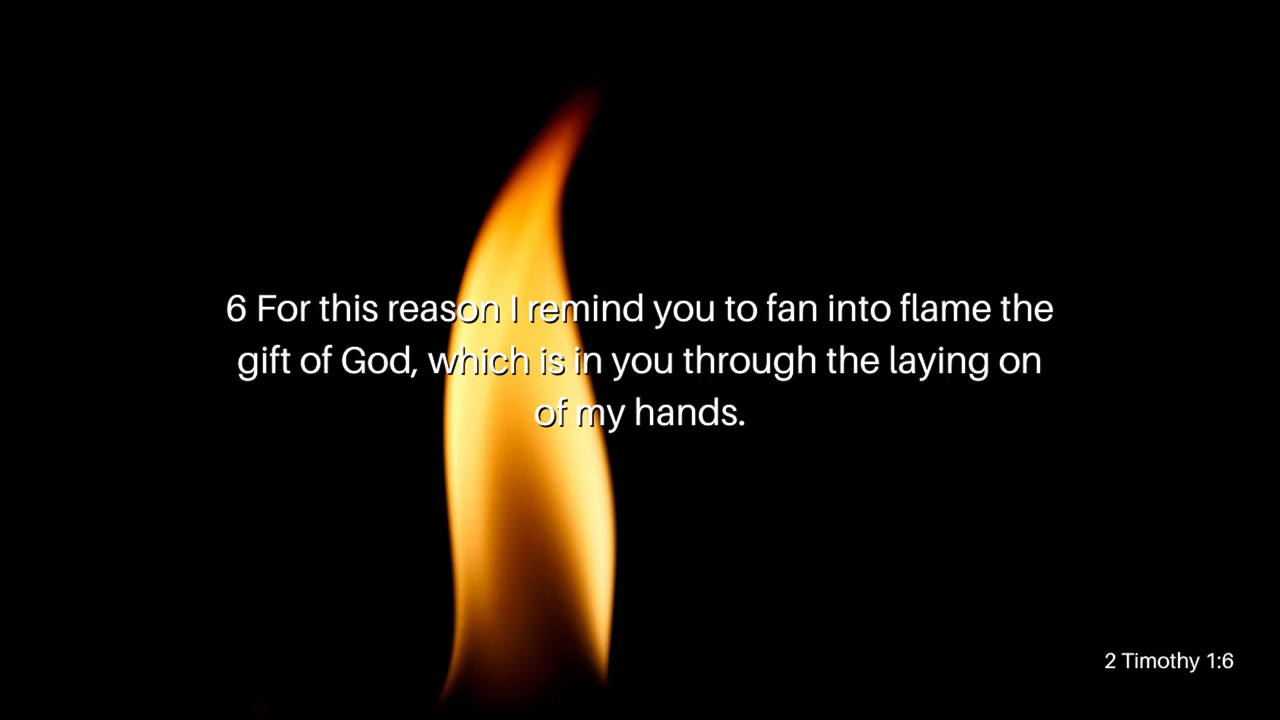 6 For this reason I remind you to fan into flame the
gift of God, which is in you through the laying on
of my hands.
2 Timothy 1:6